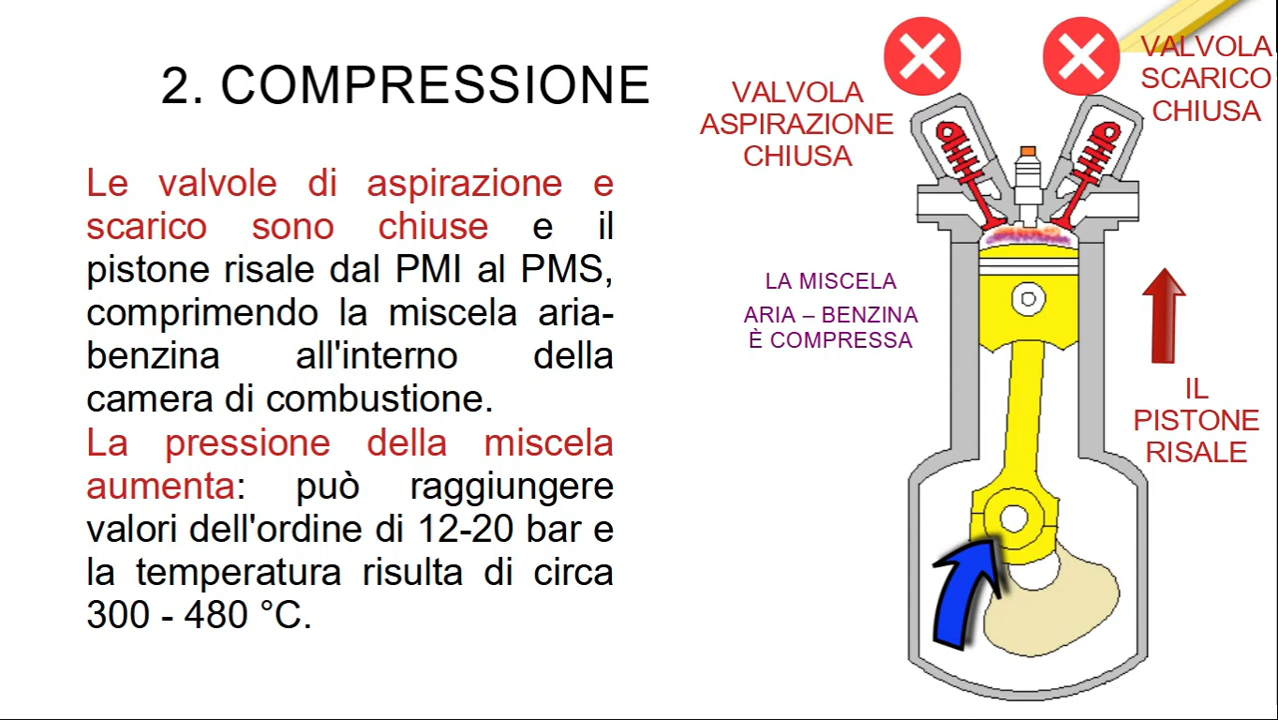 2. COMPRESSIONE
Le valvole di aspirazione e
scarico sono chiuse e il
pistone risale dal PMI al PMS,
comprimendo la miscela aria-
benzina all'interno della
camera di combustione.
La pressione della miscela
aumenta: può raggiungere
valori dell'ordine di 12-20 bar e
la temperatura risulta di circa
300 - 480 °C.
VALVOLA
ASPIRAZIONE
CHIUSA
VALVOLA
SCARICO
CHIUSA
LA MISCELA
ARIA – BENZINA
È COMPRESSA
IL
PISTONE
RISALE